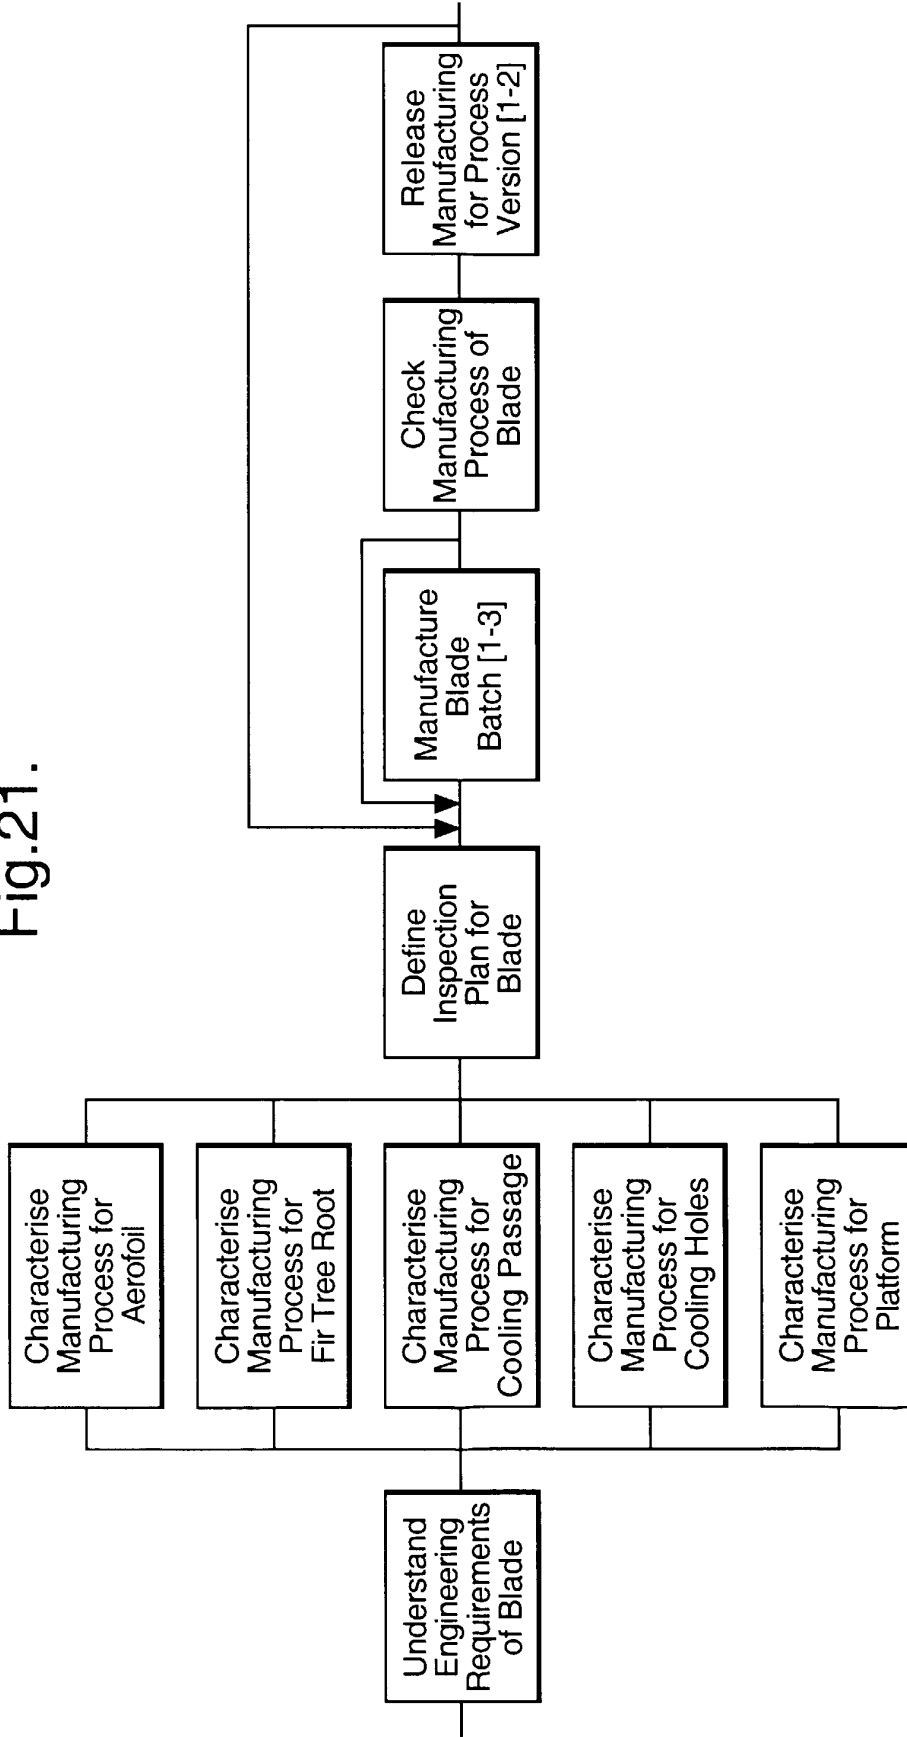 Fig.21.
Understand
Engineering
Requirements
of Blade
Characterise
Manufacturing
Process for
Aerofoil
Characterise
Manufacturing
Process for
Fir Tree Root
Characterise
Manufacturing
Process for
Cooling Passage
Characterise
Manufacturing
Process for
Cooling Holes
Characterise
Manufacturing
Process for
Platform
Define
Inspection
Plan for
Blade
Manufacture
Blade
Batch [1-3]
Check
Manufacturing
Process of
Blade
Release
Manufacturing
for Process
Version [1-2]